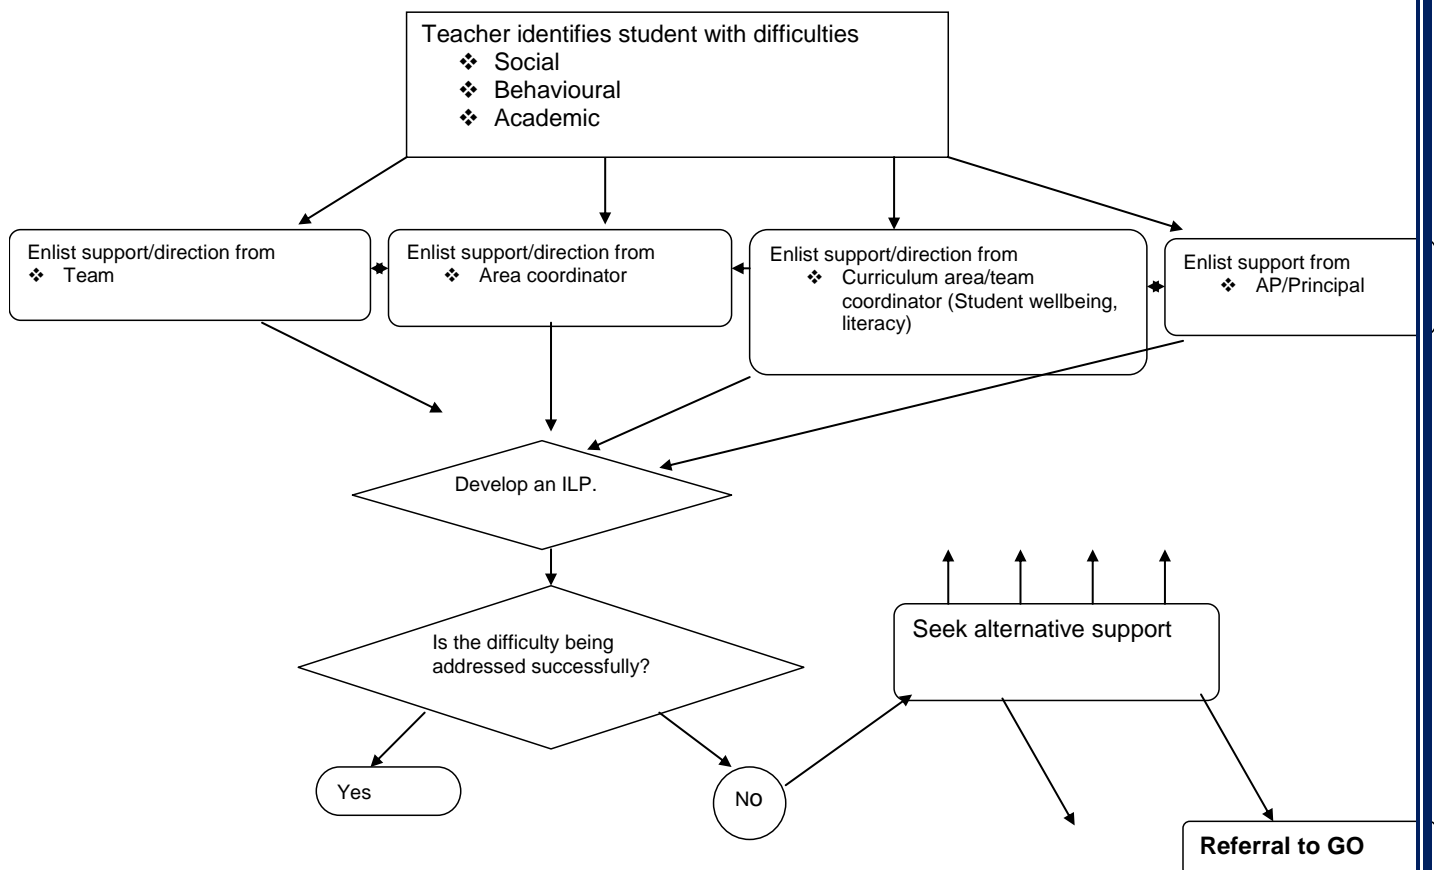 Teacher identifies student with difficulties
❖ Social
❖ Behavioural
❖ Academic
Enlist support/direction from
❖ Team
Enlist support/direction from
❖ Area coordinator
Enlist support/direction from
❖ Curriculum area/team
coordinator (Student wellbeing,
literacy)
Enlist support from
❖ AP/Principal
Develop an ILP.
Is the difficulty being
addressed successfully?
Seek alternative support
Yes
No
Referral to GO